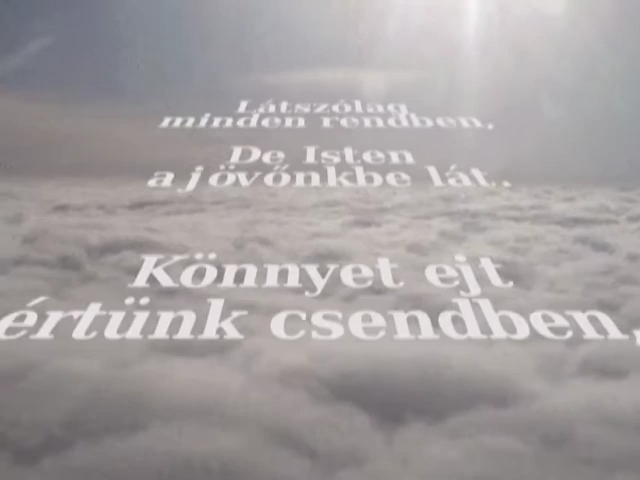 Látszólag
minden rendben,
De Isten
a jövőnkbe lát.
Könnyet ejt
értünk csendben,